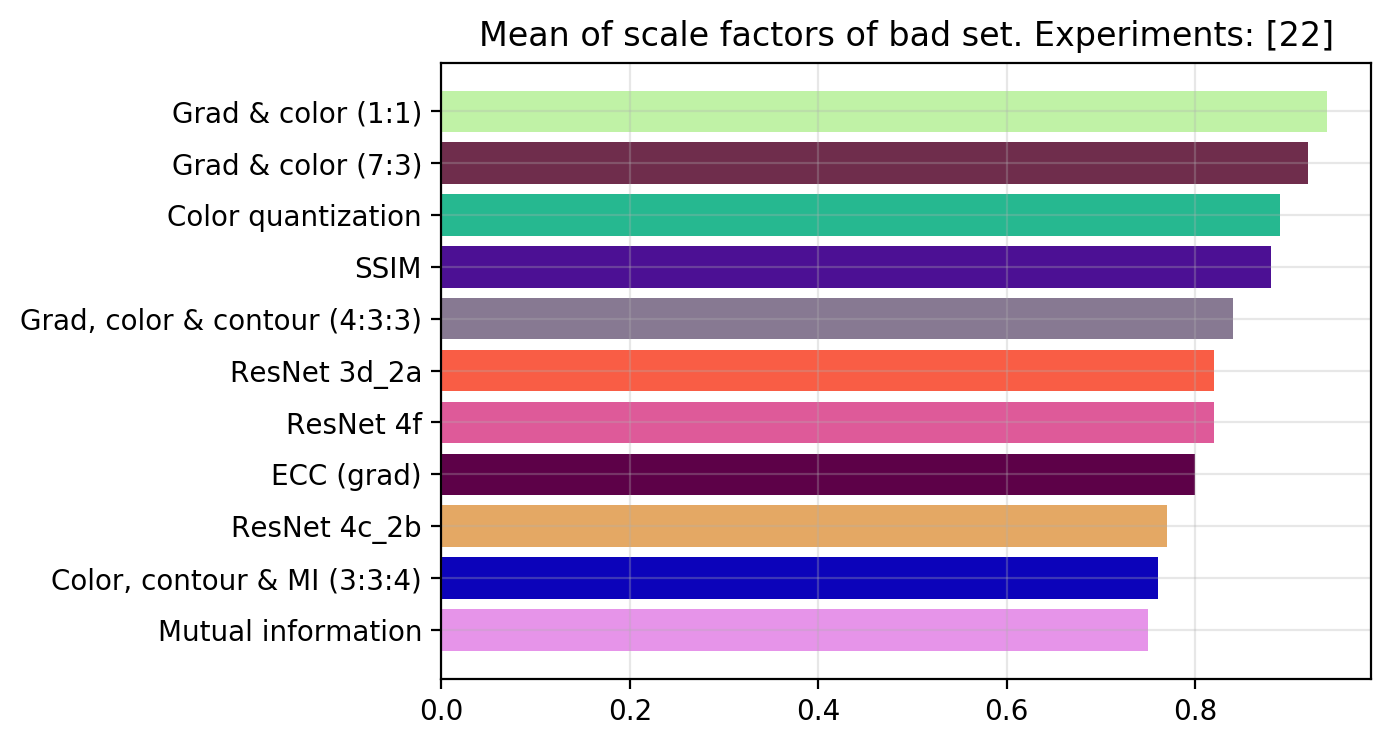 Mean of scale factors of bad set. Experiments: [22]
Grad & color (1:1)
Grad & color (7:3)
Color quantization
SSIM
Grad, color & contour (4:3:3)
ResNet 3d_2a
ResNet 4f
ECC (grad)
ResNet 4c_2b
Color, contour & MI (3:3:4)
Mutual information
0.0 0.2 0.4 0.6 0.8